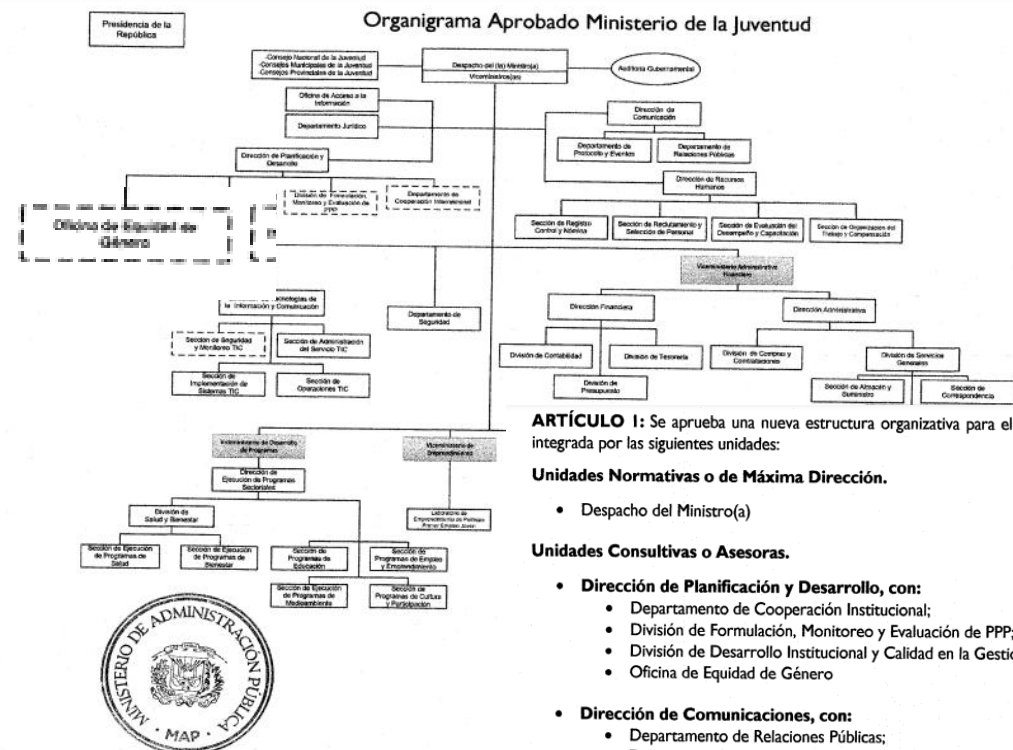 Organigrama Aprobado Ministerio de la Juventud
Presidencia de la
República
-Consejo Nacional de la Juventud
-Consejos Municipales de la Juventud
-Consejos Provinciales de la Juventud
Despacho del (la) Ministro(a)
Viceministros(as)
Auditoría Gubernamental
Oficina de Acceso a la
Información
Departamento Jurídico
Dirección de
Comunicación
Departamento de
Protocolo y Eventos
Departamento de
Relaciones Públicas
Dirección de Planificación y
Desarrollo
Oficina de Equidad de
Género
División de Formulación,
Monitoreo y Evaluación de
PPP
Departamento de
Cooperación Internacional
Dirección de Recursos
Humanos
Sección de Registro
Control y Nómina
Sección de Reclutamiento y
Selección de Personal
Sección de Evaluación del
Desempeño y Capacitación
Sección de Organización del
Trabajo y Compensación
Viceministerio Administrativo
Financiero
Dirección Financiera
Dirección Administrativa
División de Contabilidad
División de Tesorería
División de
Presupuesto
División de Compras y
Contrataciones
División de Servicios
Generales
Sección de Almacén y
Suministro
Sección de
Correspondencia
Tecnologías de
la Información y Comunicación
Sección de Seguridad
y Monitoreo TIC
Sección de Administración
del Servicio TIC
Sección de
Implementación de
Sistemas TIC
Sección de
Operaciones TIC
Departamento de
Seguridad
Viceministerio de Desarrollo
de Programas
Viceministerio de
Emprendimiento
Dirección de
Ejecución de Programas
Sectoriales
División de
Salud y Bienestar
Sección de Ejecución
de Programas de
Salud
Sección de Ejecución
de Programas de
Bienestar
Sección de
Programas de
Educación
Sección de
Programas de Empleo
y Emprendimiento
Sección de Ejecución
de Programas de
Medioambiente
Sección de
Programas de Cultura
y Participación
MINISTERIO DE ADMINISTRACIÓN PÚBLICA
· MAP ·
ARTÍCULO 1: Se aprueba una nueva estructura organizativa para el
integrada por las siguientes unidades:
Unidades Normativas o de Máxima Dirección.
• Despacho del Ministro(a)
Unidades Consultivas o Asesoras.
• Dirección de Planificación y Desarrollo, con:
• Departamento de Cooperación Institucional;
• División de Formulación, Monitoreo y Evaluación de PPP;
• División de Desarrollo Institucional y Calidad en la Gestió
• Oficina de Equidad de Género
• Dirección de Comunicaciones, con:
• Departamento de Relaciones Públicas;